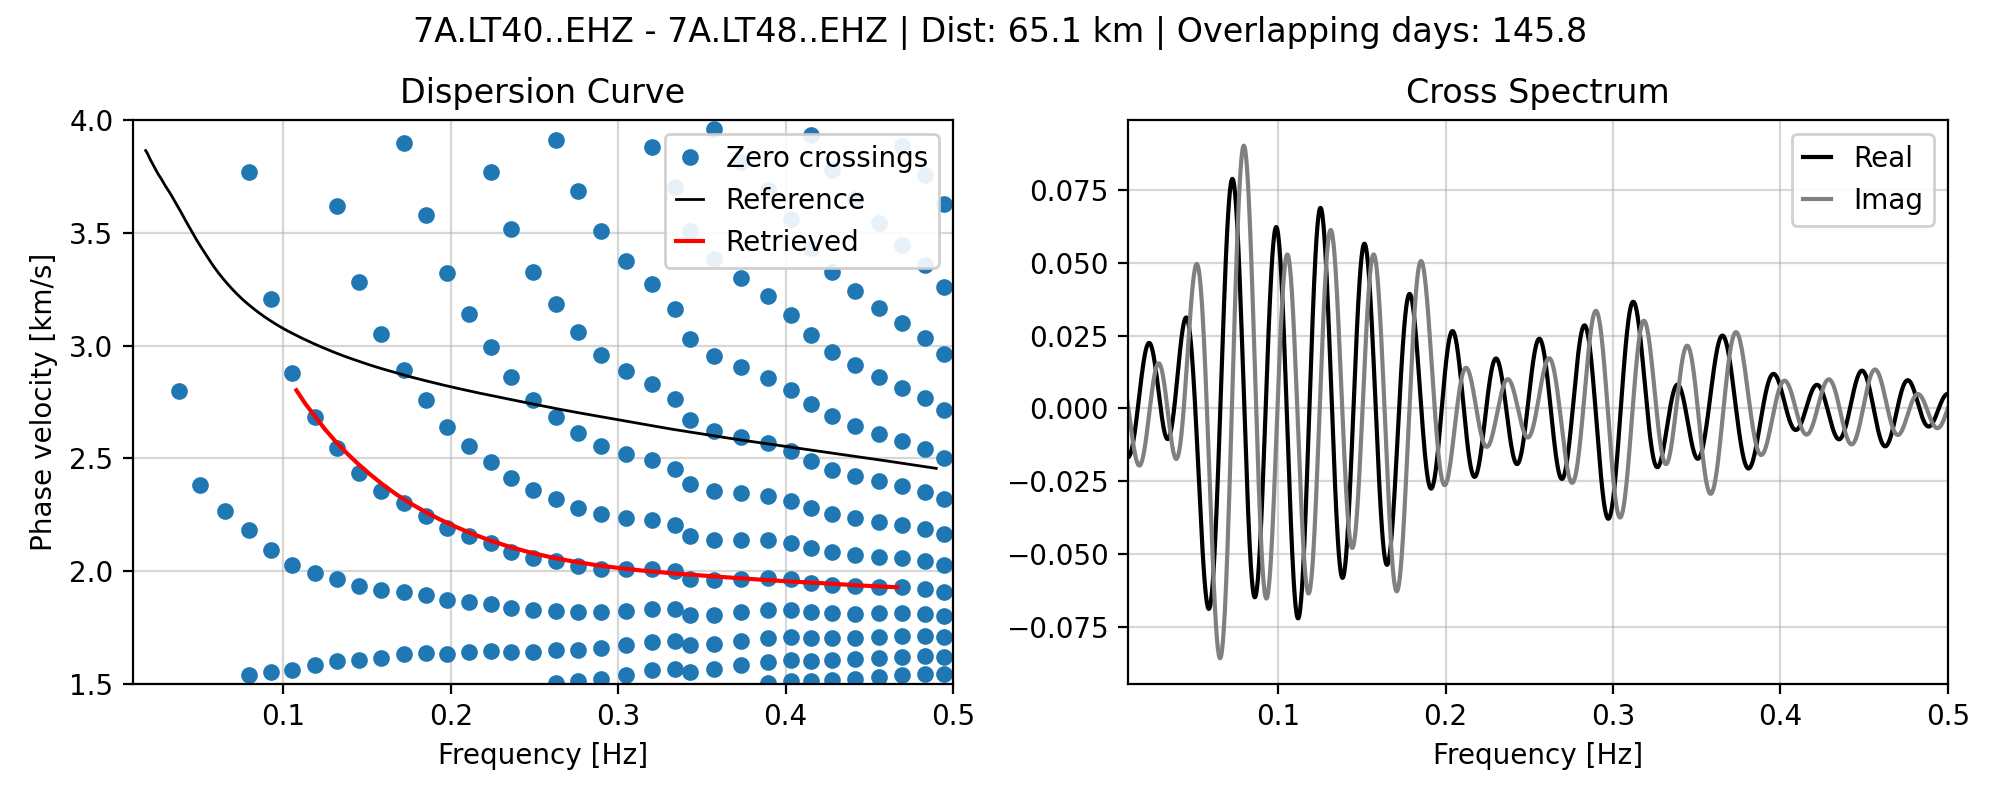 7A.LT40..EHZ - 7A.LT48..EHZ | Dist: 65.1 km | Overlapping days: 145.8
Dispersion Curve
Phase velocity [km/s]
4.0
3.5
3.0
2.5
2.0
1.5
0.1
0.2
0.3
0.4
0.5
Frequency [Hz]
Zero crossings
Reference
Retrieved
Cross Spectrum
0.075
0.050
0.025
0.000
−0.025
−0.050
−0.075
0.1
0.2
0.3
0.4
0.5
Frequency [Hz]
Real
Imag